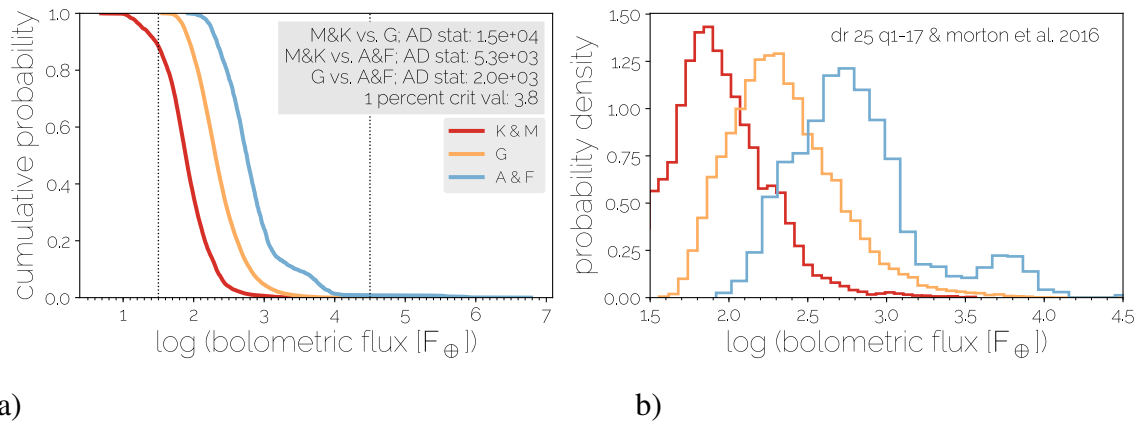 M&K vs. G; AD stat: 1.5e+04
M&K vs. A&F; AD stat: 5.3e+03
G vs. A&F; AD stat: 2.0e+03
1 percent crit val: 3.8
K & M
G
A & F
cumulative probability
1.0
0.8
0.6
0.4
0.2
0.0
1 2 3 4 5 6 7
log (bolometric flux [F⊕])
a)
dr 25 q1-17 & morton et al. 2016
probability density
1.50
1.25
1.00
0.75
0.50
0.25
0.00
1.5 2.0 2.5 3.0 3.5 4.0 4.5
log (bolometric flux [F⊕])
b)